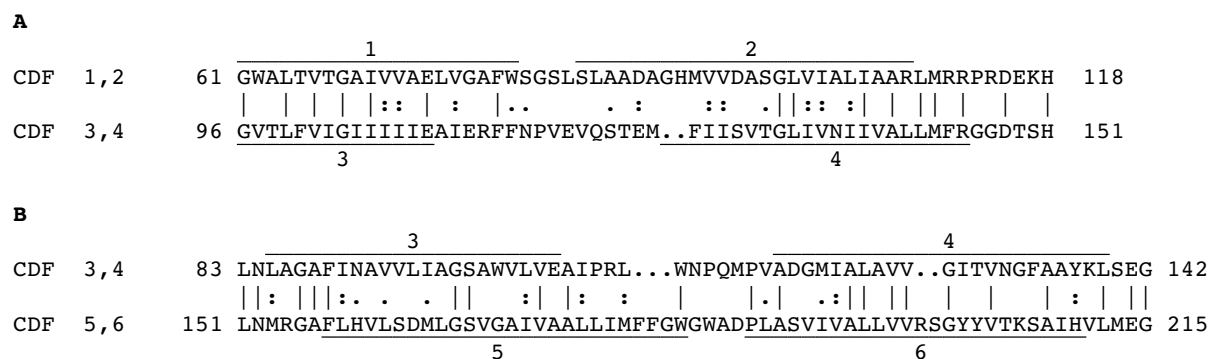 A
1 2
CDF 1,2 61 GWALTVTGAIVVAELVGAFWSGSLSLAADAGHMVVDASGLVIALIAARLMRRPRDEKH 118
|  | | | |:: | :  |..     . :    ::  .||:: :| | || |  |  |
CDF 3,4 96 GVTLFVIGIIIIIEAIERFFNPVEVQSTEM..FIISVTGLIVNIIVALLMFRGGDTSH 151
3 4
B
3 4
CDF 3,4 83 LNLAGAFINAVVLIAGSAWVLVEAIPRL...WNPQMPVADGMIALAVV..GITVNGFAAYKLSEG 142
||: |||:. .  . ||   :| |:  :   |    |.|  .:|| ||  |  |   | : | ||
CDF 5,6 151 LNMRGAFLHVLSDMLGSVGAIVAALLIMFFGWGWADPLASVIVALLVVRSGYYVTKSAIHVLMEG 215
5 6